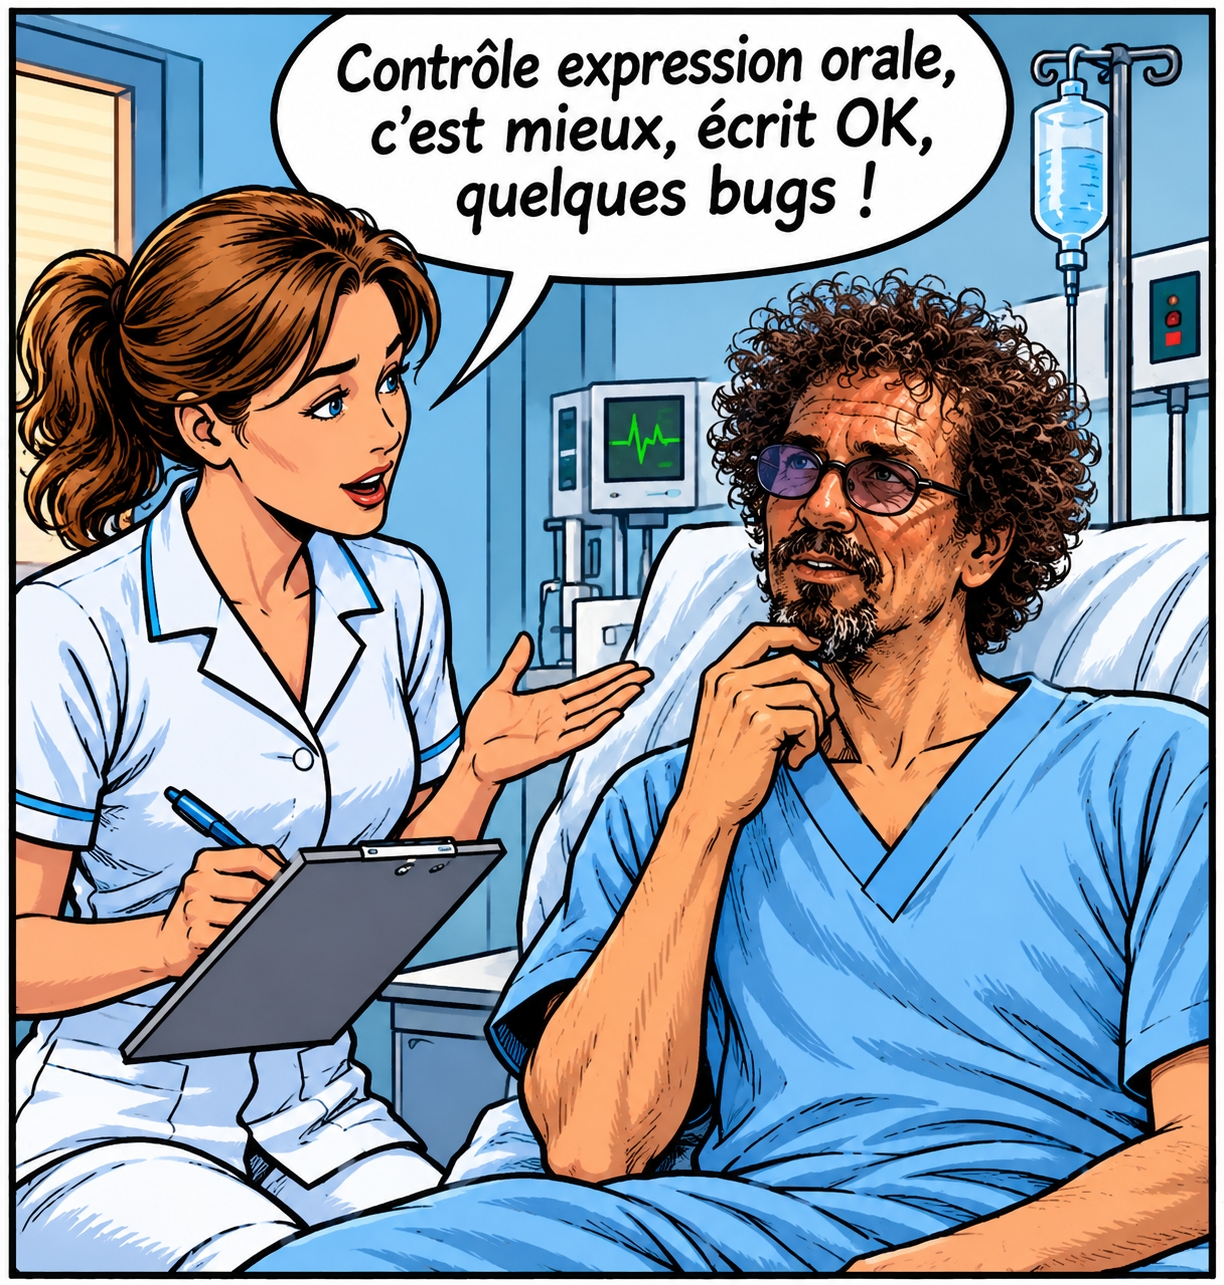 Contrôle expression orale,
c'est mieux, écrit OK,
quelques bugs !